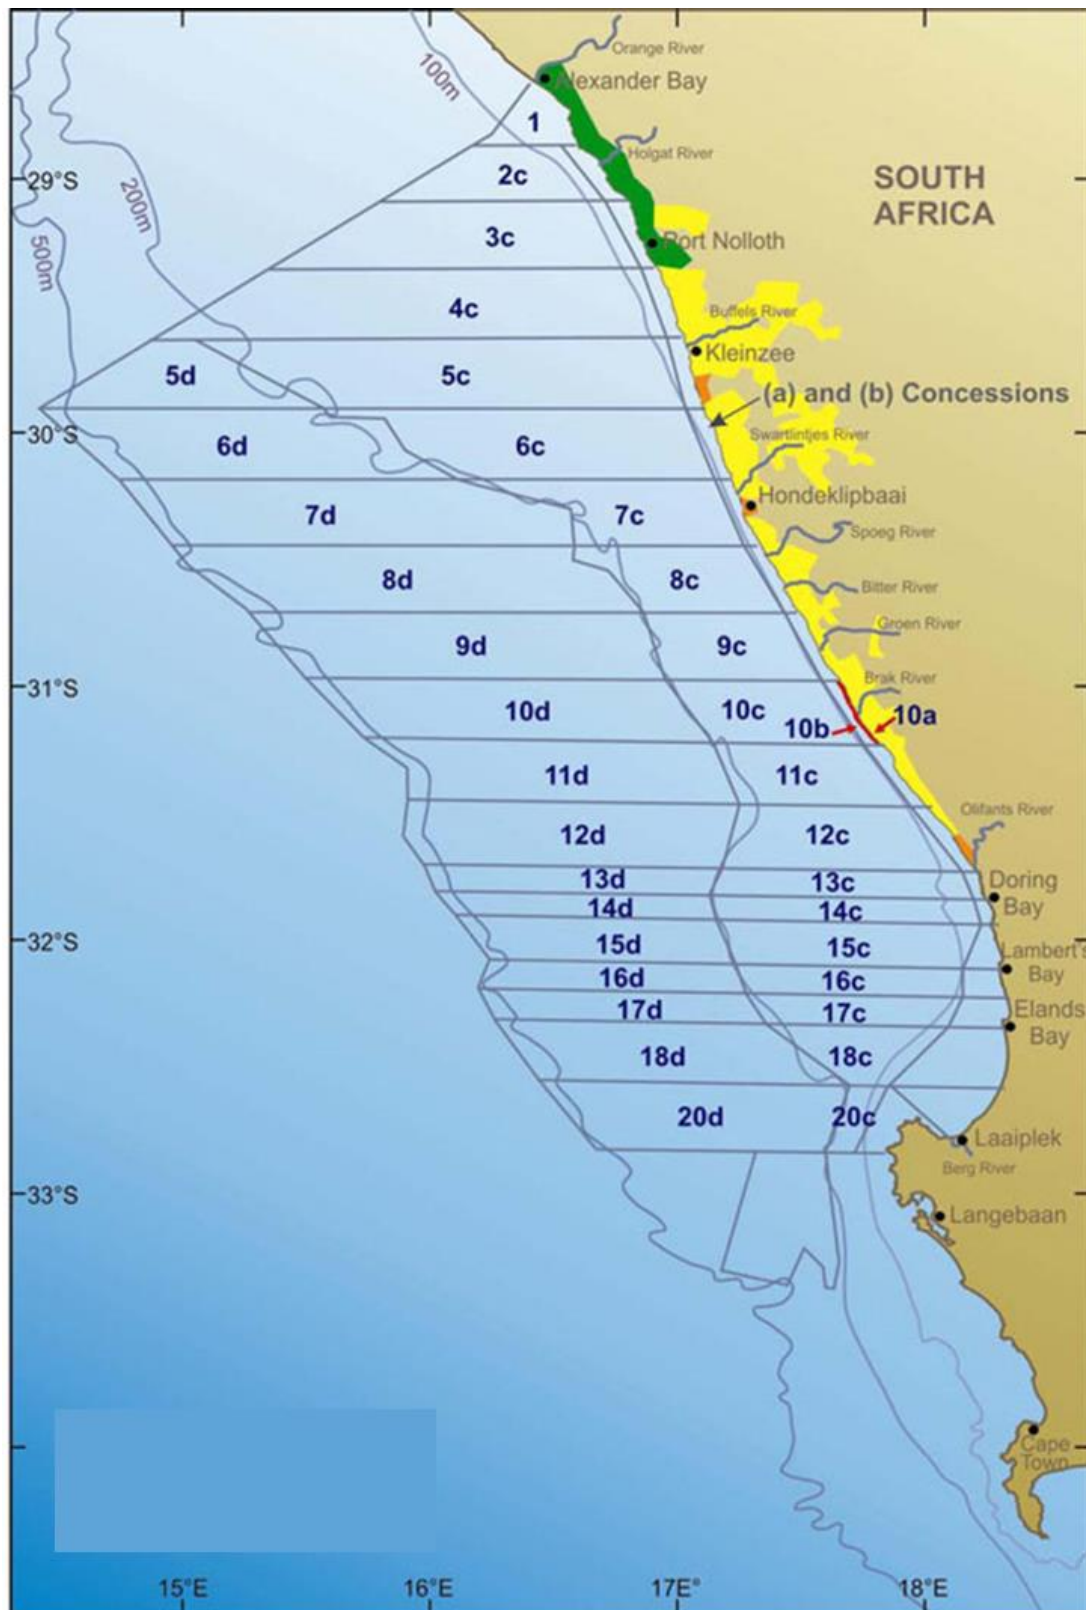 Orange River
Alexander Bay
100m
1
Holgat River
2c
SOUTH
AFRICA
29°S
200m
3c
Port Nolloth
500m
4c
Buffels River
Kleinzee
5d
5c
(a) and (b) Concessions
30°S
6d
6c
Swartlintjes River
Hondeklipbaai
7d
7c
Spoeg River
8d
8c
Bitter River
Groen River
9d
9c
31°S
Brak River
10d
10c
10b
10a
11d
11c
Olifants River
12d
12c
13d
13c
Doring
Bay
14d
14c
32°S
15d
15c
Lambert's
Bay
16d
16c
17d
17c
Elands
Bay
18d
18c
20d
20c
Laaiplek
Berg River
33°S
Langebaan
Cape
Town
15°E
16°E
17°E
18°E